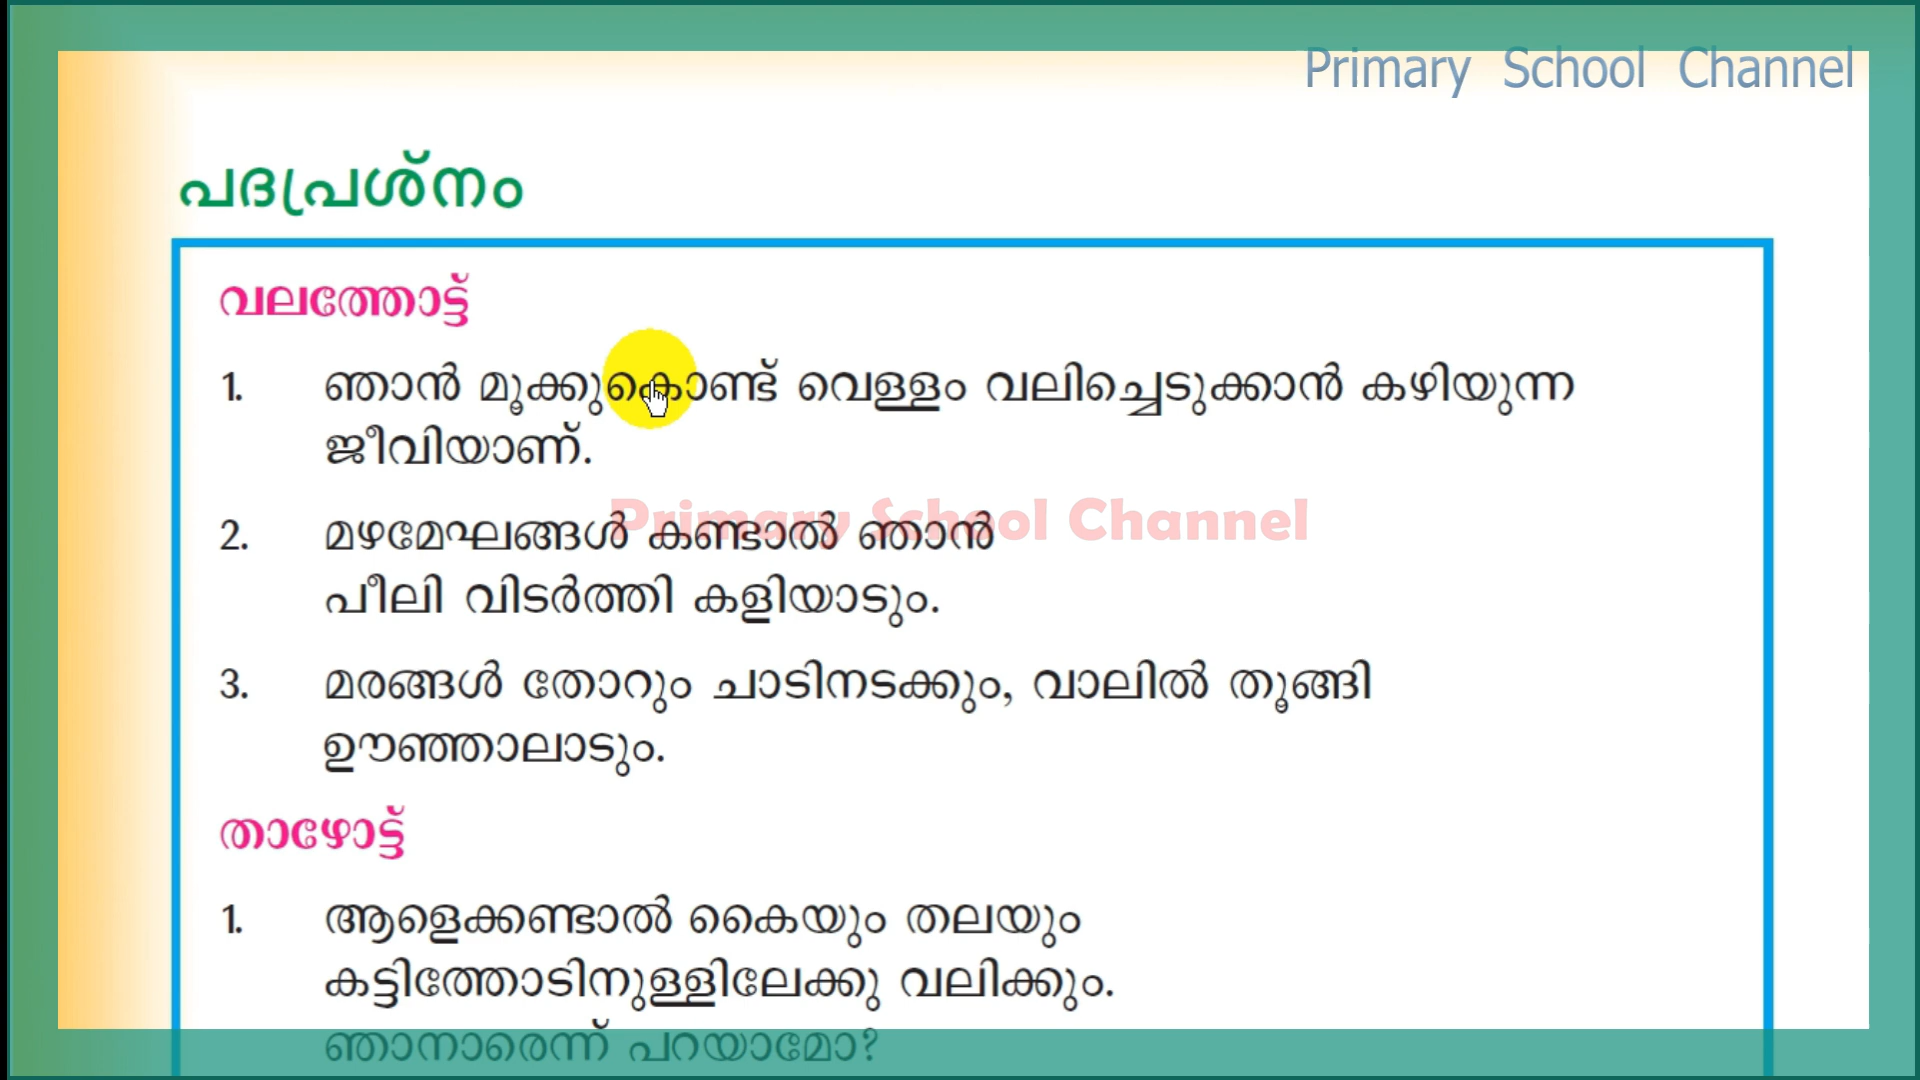 Primary School Channel
പദപ്രശ്നം
വലത്തോട്ട്
1. ഞാൻ മൂക്കുകൊണ്ട് വെള്ളം വലിച്ചെടുക്കാൻ കഴിയുന്ന
ജീവിയാണ്.
Primary School Channel
2. മഴമേഘങ്ങൾ കണ്ടാൽ ഞാൻ
പീലി വിടർത്തി കളിയാടും.
3. മരങ്ങൾ തോറും ചാടിനടക്കും, വാലിൽ തൂങ്ങി
ഊഞ്ഞാലാടും.
താഴോട്ട്
1. ആളെക്കണ്ടാൽ കൈയും തലയും
കട്ടിത്തോടിനുള്ളിലേക്കു വലിക്കും.
ഞാനാരെന്ന് പറയാമോ?